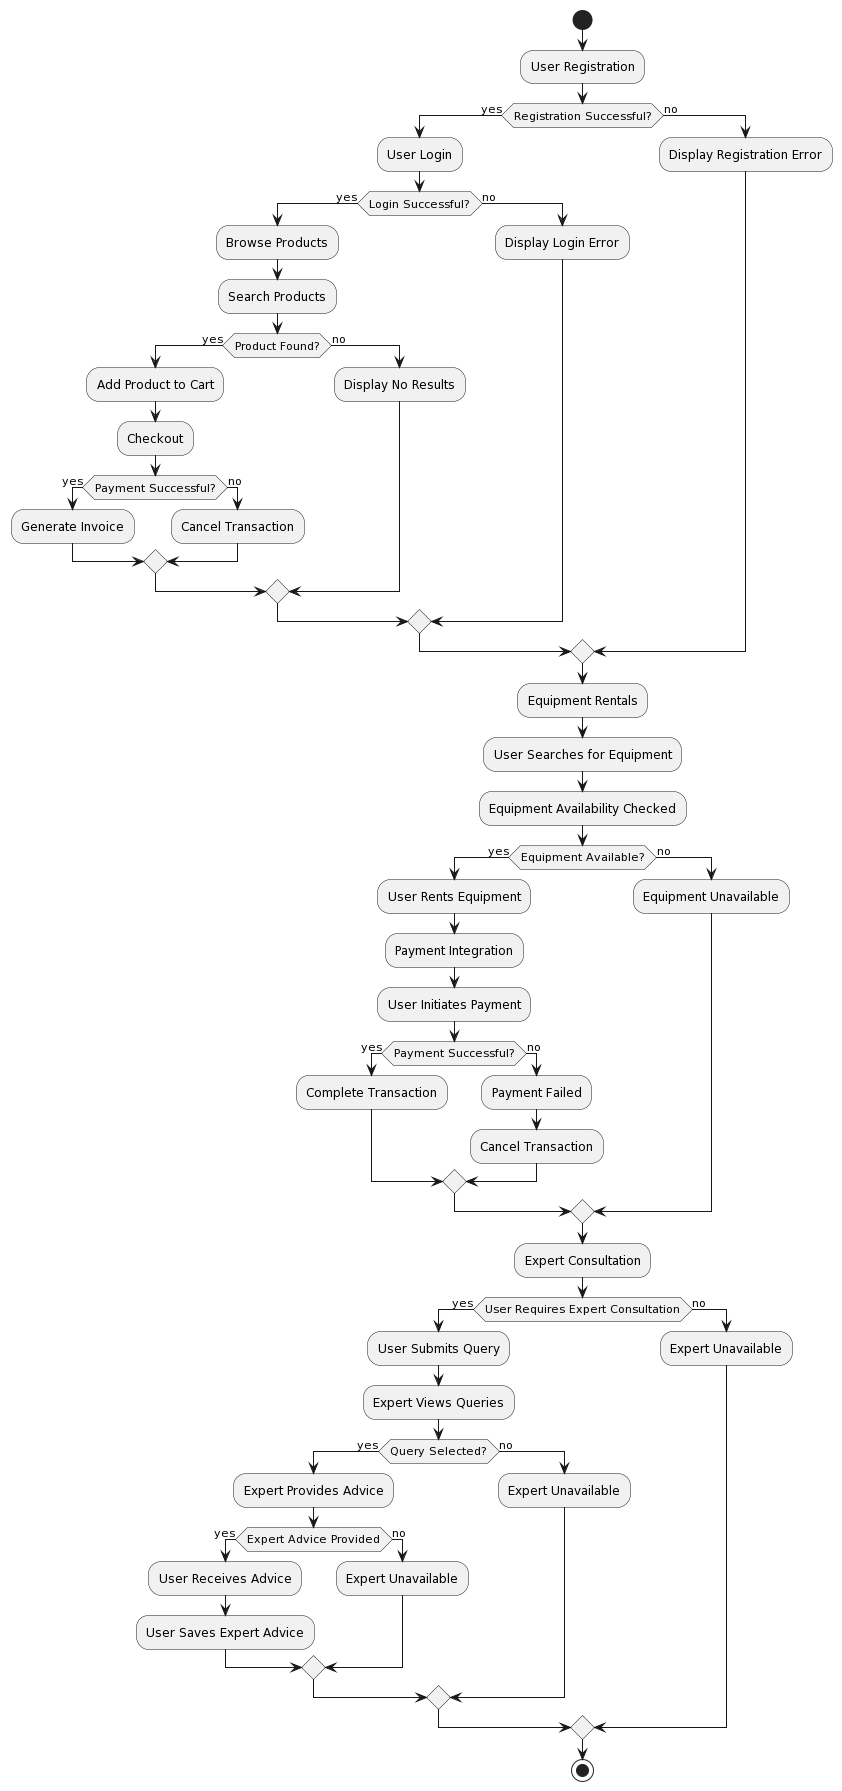 User Registration
yes
Registration Successful?
no
User Login
Display Registration Error
yes
Login Successful?
no
Browse Products
Display Login Error
Search Products
yes
Product Found?
no
Add Product to Cart
Display No Results
Checkout
yes
Payment Successful?
no
Generate Invoice
Cancel Transaction
Equipment Rentals
User Searches for Equipment
Equipment Availability Checked
yes
Equipment Available?
no
User Rents Equipment
Equipment Unavailable
Payment Integration
User Initiates Payment
yes
Payment Successful?
no
Complete Transaction
Payment Failed
Cancel Transaction
Expert Consultation
yes
User Requires Expert Consultation
no
User Submits Query
Expert Unavailable
Expert Views Queries
yes
Query Selected?
no
Expert Provides Advice
Expert Unavailable
yes
Expert Advice Provided
no
User Receives Advice
Expert Unavailable
User Saves Expert Advice